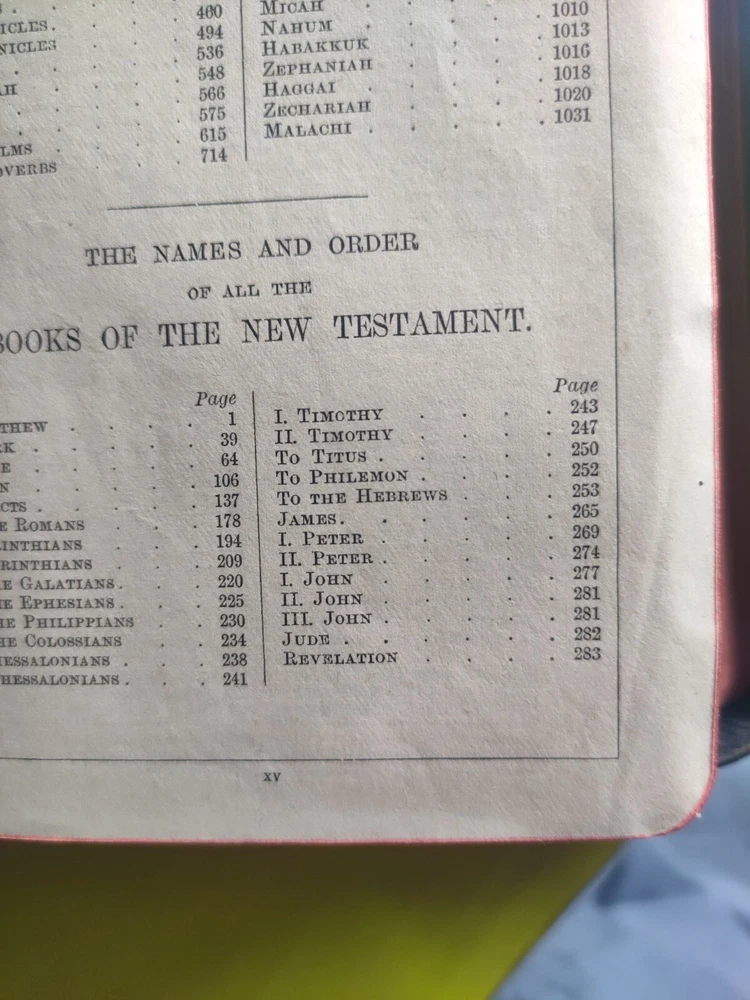 ICLES. 460
NICLES 494
536
H 548
566
575
LMS 615
OVERBS 714
MICAH
NAHUM 1010
HABAKKUK 1013
ZEPHANIAH 1016
HAGGAI 1018
ZECHARIAH 1020
MALACHI 1031
THE NAMES AND ORDER
OF ALL THE
BOOKS OF THE NEW TESTAMENT.
Page
THEW 1
RK 39
E 64
N 106
CTS 137
E ROMANS 178
INTHIANS 194
RINTHIANS 209
E GALATIANS 220
HE EPHESIANS 225
HE PHILIPPIANS 230
HE COLOSSIANS 234
HESSALONIANS 238
HESSALONIANS 241
Page
I. TIMOTHY 243
II. TIMOTHY 247
TO TITUS 250
TO PHILEMON 252
TO THE HEBREWS 253
JAMES. 265
I. PETER 269
II. PETER 274
I. JOHN 277
II. JOHN 281
III. JOHN 281
JUDE 282
REVELATION 283
xv